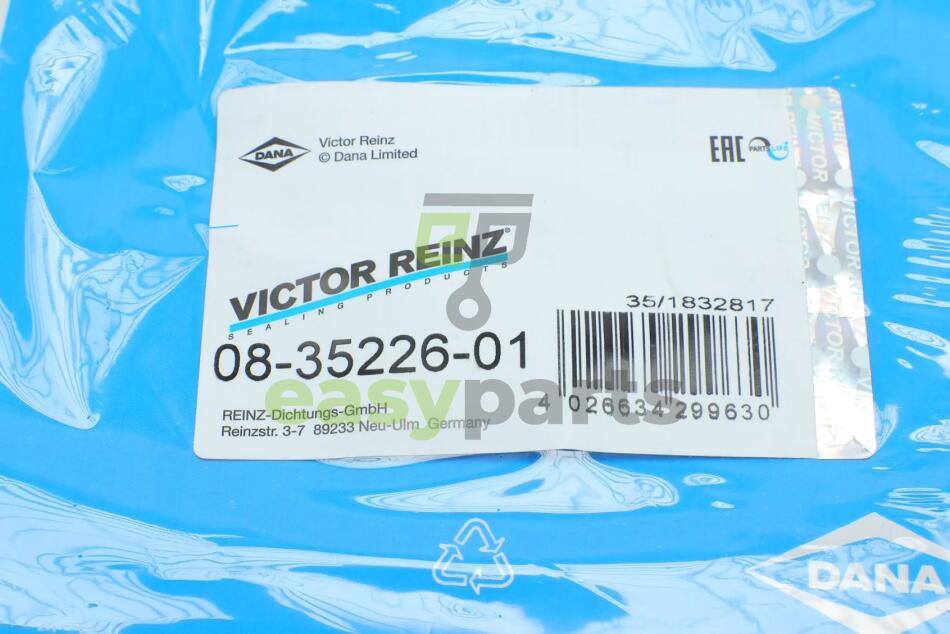 DANA
Victor Reinz
© Dana Limited
EAC
PARTS LIFE
VICTOR REINZ®
SEALING PRODUCTS
35/1832817
08-35226-01
easyparts
4 026634 299630
REINZ-Dichtungs-GmbH
Reinzstr. 3-7 89233 Neu-Ulm Germany
VICTOR
DANA